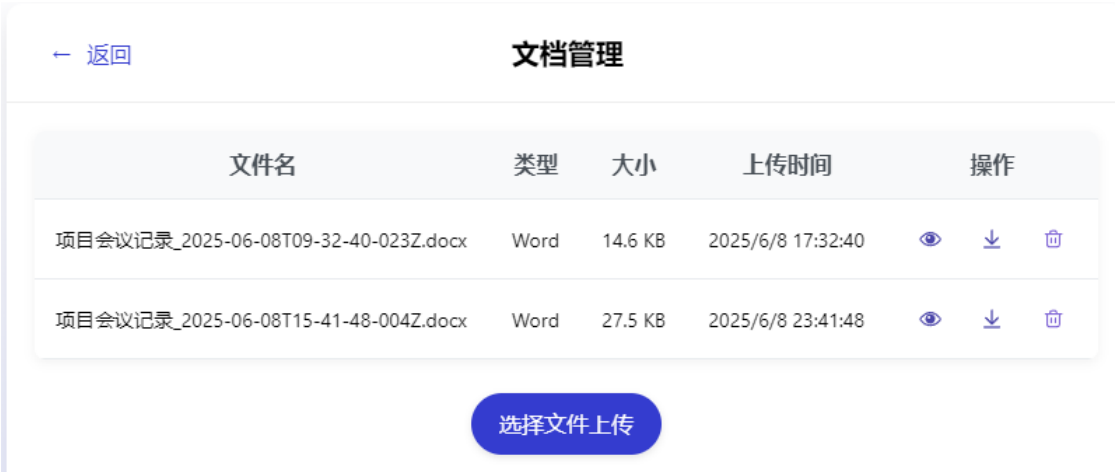 ← 返回
文档管理
文件名 类型 大小 上传时间 操作
项目会议记录_2025-06-08T09-32-40-023Z.docx Word 14.6 KB 2025/6/8 17:32:40
项目会议记录_2025-06-08T15-41-48-004Z.docx Word 27.5 KB 2025/6/8 23:41:48
选择文件上传